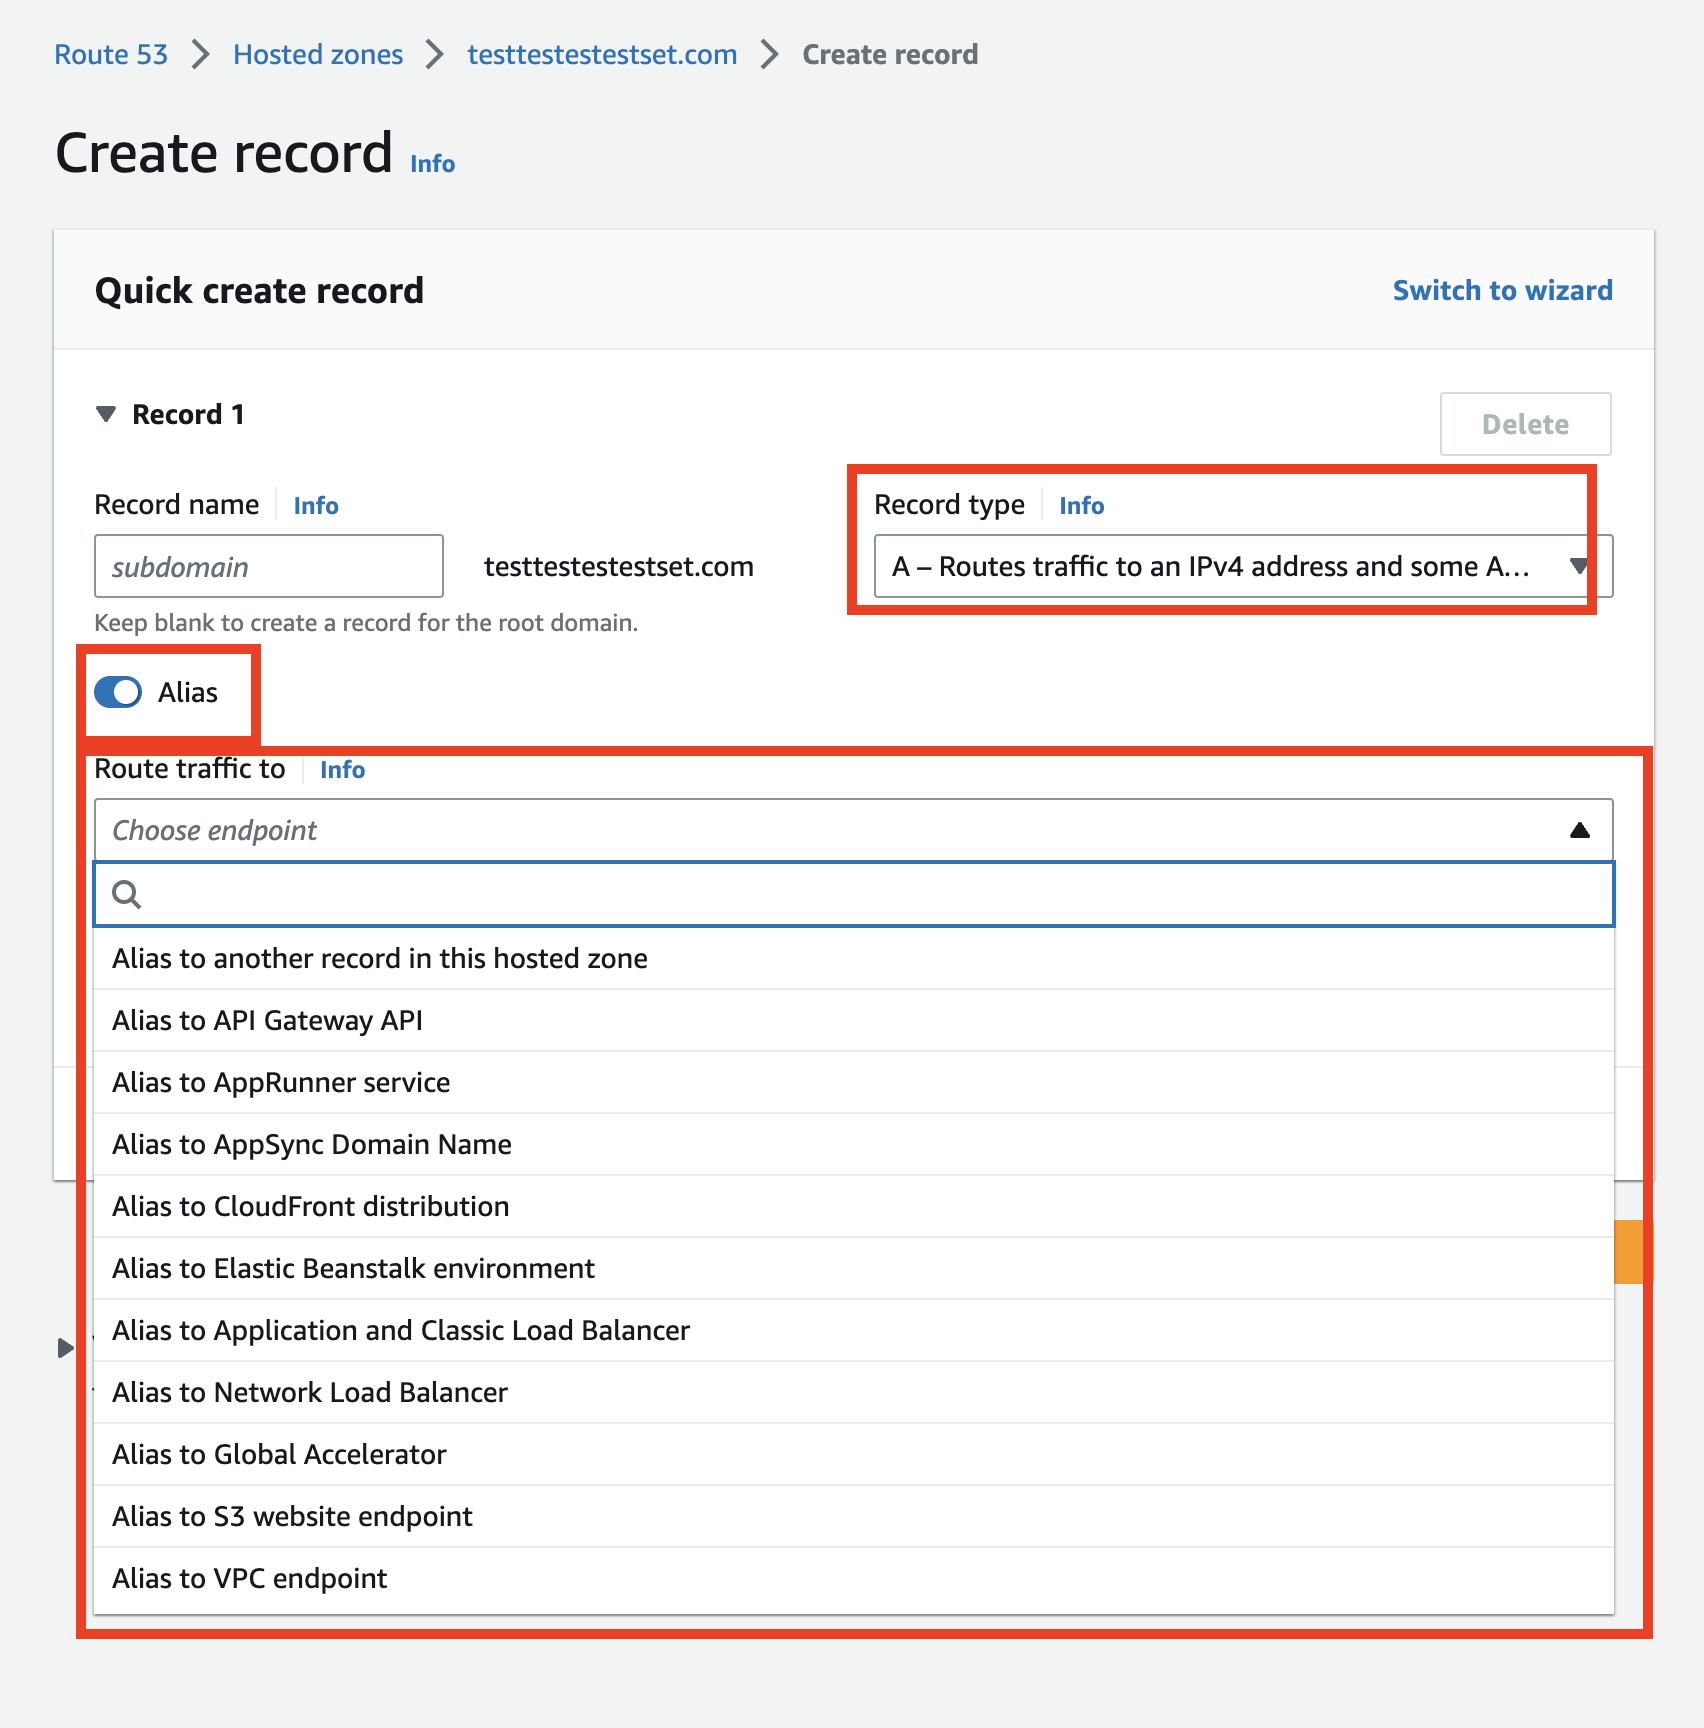 Route 53 > Hosted zones > testtestestestset.com > Create record
Create record Info
Quick create record
Switch to wizard
Record 1
Delete
Record name Info
Record type Info
subdomain
testtestestestset.com
A – Routes traffic to an IPv4 address and some A...
Keep blank to create a record for the root domain.
Alias
Route traffic to Info
Choose endpoint
Alias to another record in this hosted zone
Alias to API Gateway API
Alias to AppRunner service
Alias to AppSync Domain Name
Alias to CloudFront distribution
Alias to Elastic Beanstalk environment
Alias to Application and Classic Load Balancer
Alias to Network Load Balancer
Alias to Global Accelerator
Alias to S3 website endpoint
Alias to VPC endpoint